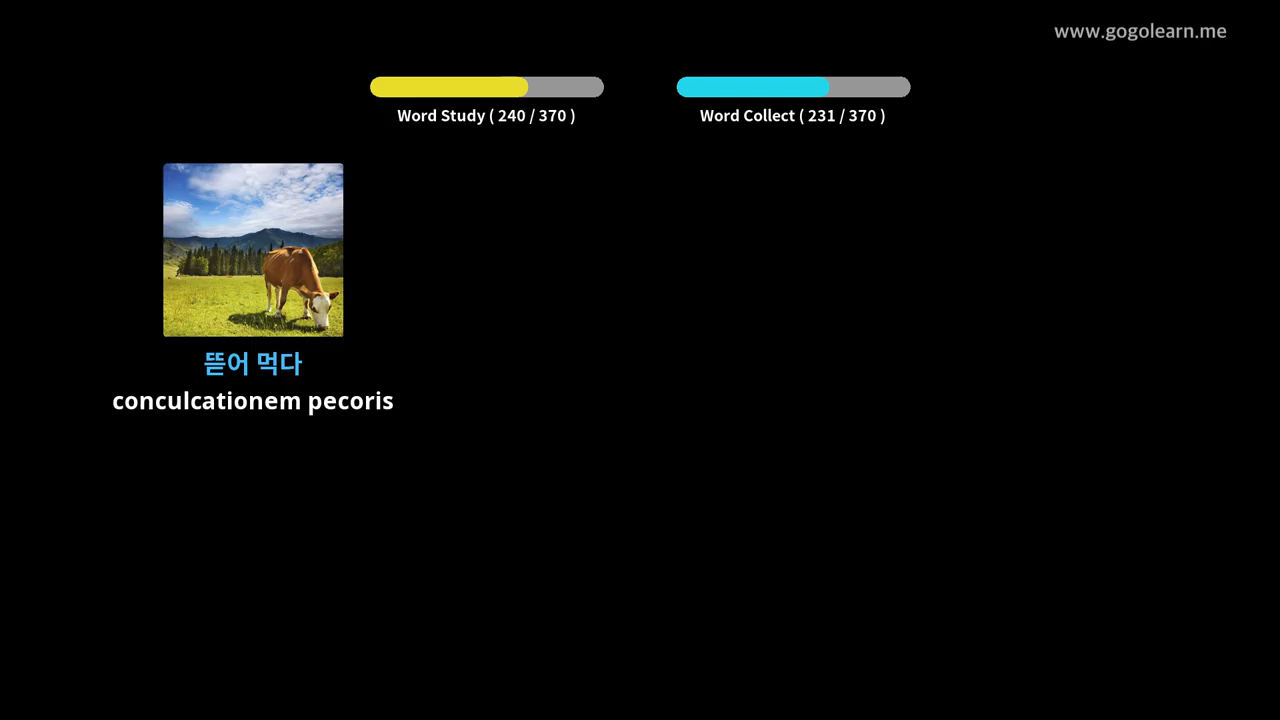 www.gogolearn.me
Word Study ( 240 / 370 )
Word Collect ( 231 / 370 )
뜯어 먹다
conculcationem pecoris